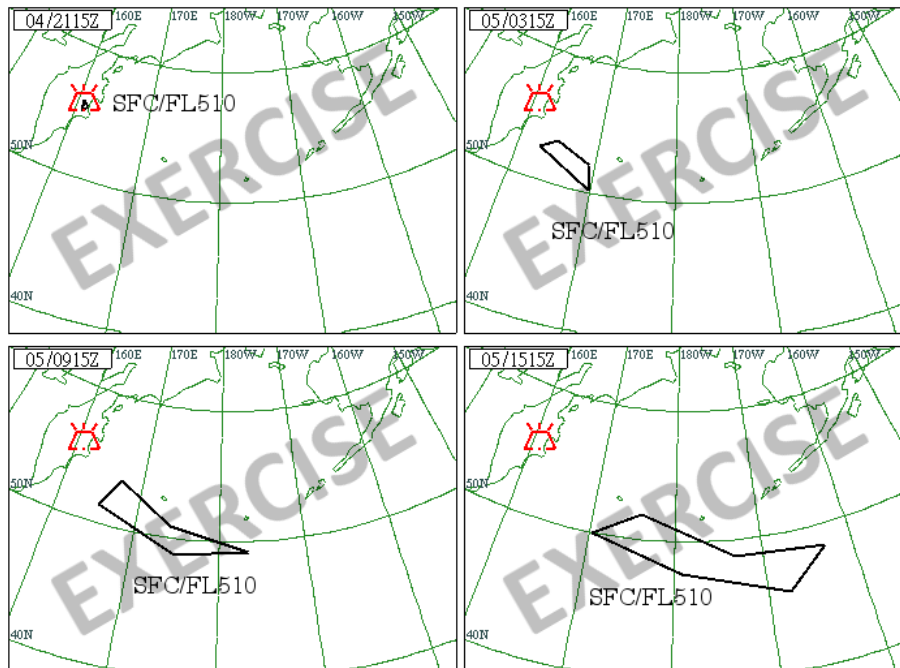 04/2115Z 160E 170E 180W 170W 160W 150W
50N
40N
SFC/FL510
EXERCISE
05/0315Z 160E 170E 180W 170W 160W 150W
50N
40N
SFC/FL510
EXERCISE
05/0915Z 160E 170E 180W 170W 160W 150W
50N
40N
SFC/FL510
EXERCISE
05/1515Z 160E 170E 180W 170W 160W 150W
50N
40N
SFC/FL510
EXERCISE